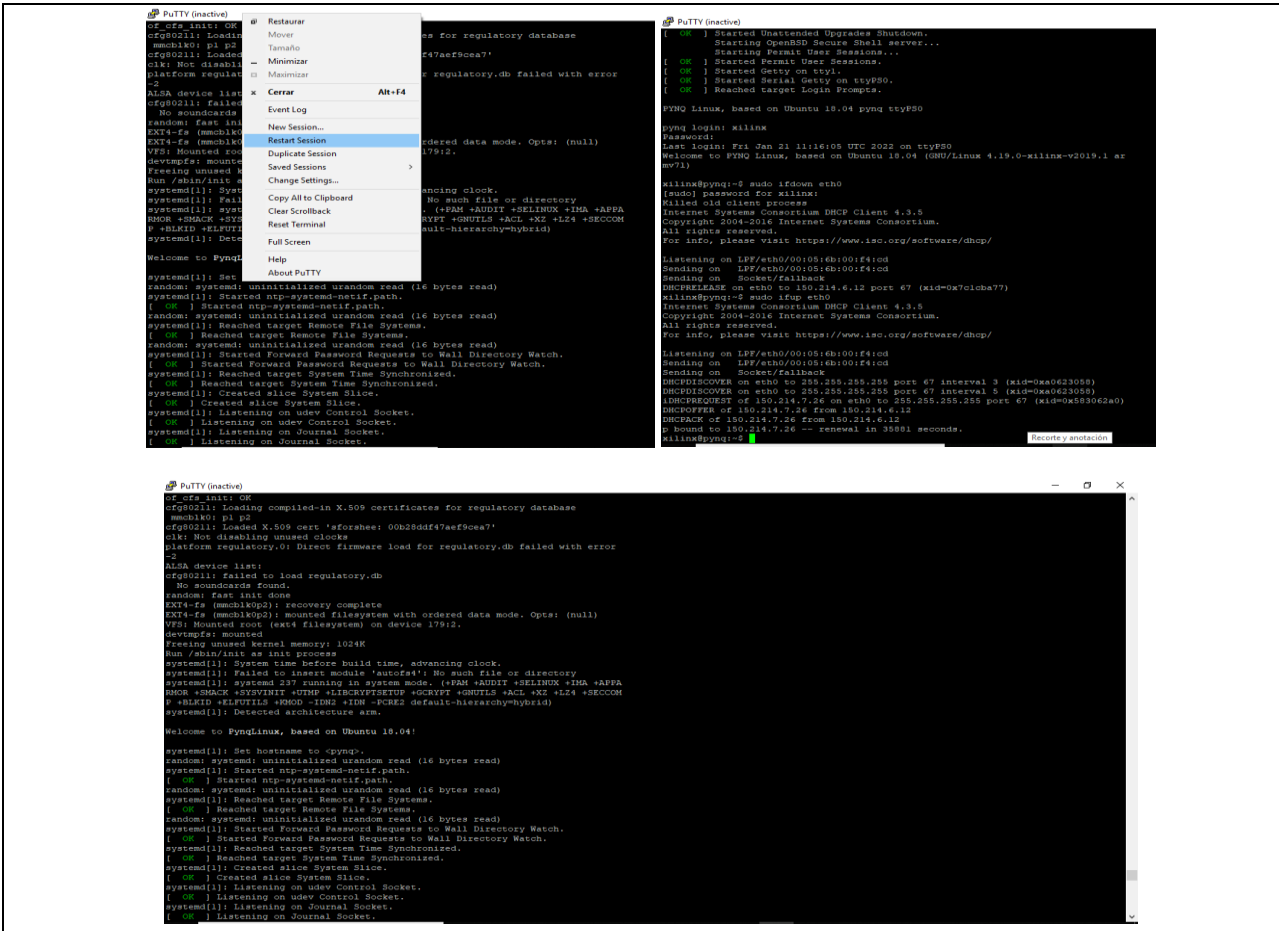 PuTTY (inactive)
of_cfs_init: OK
cfg80211: Loadin
es for regulatory database
mmcblk0: p1 p2
cfg80211: Loaded
f47aef9cea7'
clk: Not disabli
platform regulat
r regulatory.db failed with error
-2
ALSA device list
cfg80211: failed
No soundcards
random: fast ini
EXT4-fs (mmcblk0
EXT4-fs (mmcblk0
rdered data mode. Opts: (null)
VFS: Mounted roo
179:2.
devtmpfs: mounte
Freeing unused k
Run /sbin/init a
systemd[1]: Syst
ancing clock.
systemd[1]: Fail
No such file or directory
systemd[1]: syst
. (+PAM +AUDIT +SELINUX +IMA +APPA
RMOR +SMACK +SYS
RYPT +GNUTLS +ACL +XZ +LZ4 +SECCOM
P +BLKID +ELFUTI
ault-hierarchy=hybrid)
systemd[1]: Dete
Welcome to PynqL
systemd[1]: Set
random: systemd: uninitialized urandom read (16 bytes read)
systemd[1]: Started ntp-systemd-netif.path.
[ OK ] Started ntp-systemd-netif.path.
random: systemd: uninitialized urandom read (16 bytes read)
systemd[1]: Reached target Remote File Systems.
[ OK ] Reached target Remote File Systems.
random: systemd: uninitialized urandom read (16 bytes read)
systemd[1]: Started Forward Password Requests to Wall Directory Watch.
[ OK ] Started Forward Password Requests to Wall Directory Watch.
systemd[1]: Reached target System Time Synchronized.
[ OK ] Reached target System Time Synchronized.
systemd[1]: Created slice System Slice.
[ OK ] Created slice System Slice.
systemd[1]: Listening on udev Control Socket.
[ OK ] Listening on udev Control Socket.
systemd[1]: Listening on Journal Socket.
[ OK ] Listening on Journal Socket.
Restaurar
Mover
Tamaño
Minimizar
Maximizar
Cerrar Alt+F4
Event Log
New Session...
Restart Session
Duplicate Session
Saved Sessions >
Change Settings...
Copy All to Clipboard
Clear Scrollback
Reset Terminal
Full Screen
Help
About PuTTY
PuTTY (inactive)
[ OK ] Started Unattended Upgrades Shutdown.
Starting OpenBSD Secure Shell server...
Starting Permit User Sessions...
[ OK ] Started Permit User Sessions.
[ OK ] Started Getty on tty1.
[ OK ] Started Serial Getty on ttyPS0.
[ OK ] Reached target Login Prompts.
PYNQ Linux, based on Ubuntu 18.04 pynq ttyPS0
pynq login: xilinx
Password:
Last login: Fri Jan 21 11:16:05 UTC 2022 on ttyPS0
Welcome to PYNQ Linux, based on Ubuntu 18.04 (GNU/Linux 4.19.0-xilinx-v2019.1 ar
mv7l)
xilinx@pynq:~$ sudo ifdown eth0
[sudo] password for xilinx:
Killed old client process
Internet Systems Consortium DHCP Client 4.3.5
Copyright 2004-2016 Internet Systems Consortium.
All rights reserved.
For info, please visit https://www.isc.org/software/dhcp/
Listening on LPF/eth0/00:05:6b:00:f4:cd
Sending on LPF/eth0/00:05:6b:00:f4:cd
Sending on Socket/fallback
DHCPRELEASE on eth0 to 150.214.6.12 port 67 (xid=0x7c1cba77)
xilinx@pynq:~$ sudo ifup eth0
Internet Systems Consortium DHCP Client 4.3.5
Copyright 2004-2016 Internet Systems Consortium.
All rights reserved.
For info, please visit https://www.isc.org/software/dhcp/
Listening on LPF/eth0/00:05:6b:00:f4:cd
Sending on LPF/eth0/00:05:6b:00:f4:cd
Sending on Socket/fallback
DHCPDISCOVER on eth0 to 255.255.255.255 port 67 interval 3 (xid=0xa0623058)
DHCPDISCOVER on eth0 to 255.255.255.255 port 67 interval 5 (xid=0xa0623058)
iDHCPREQUEST of 150.214.7.26 on eth0 to 255.255.255.255 port 67 (xid=0x583062a0)
DHCPOFFER of 150.214.7.26 from 150.214.6.12
DHCPACK of 150.214.7.26 from 150.214.6.12
p bound to 150.214.7.26 -- renewal in 35881 seconds.
xilinx@pynq:~$
Recorte y anotación
PuTTY (inactive)
of_cfs_init: OK
cfg80211: Loading compiled-in X.509 certificates for regulatory database
mmcblk0: p1 p2
cfg80211: Loaded X.509 cert 'sforshee: 00b28ddf47aef9cea7'
clk: Not disabling unused clocks
platform regulatory.0: Direct firmware load for regulatory.db failed with error
-2
ALSA device list:
cfg80211: failed to load regulatory.db
No soundcards found.
random: fast init done
EXT4-fs (mmcblk0p2): recovery complete
EXT4-fs (mmcblk0p2): mounted filesystem with ordered data mode. Opts: (null)
VFS: Mounted root (ext4 filesystem) on device 179:2.
devtmpfs: mounted
Freeing unused kernel memory: 1024K
Run /sbin/init as init process
systemd[1]: System time before build time, advancing clock.
systemd[1]: Failed to insert module 'autofs4': No such file or directory
systemd[1]: systemd 237 running in system mode. (+PAM +AUDIT +SELINUX +IMA +APPA
RMOR +SMACK +SYSVINIT +UTMP +LIBCRYPTSETUP +GCRYPT +GNUTLS +ACL +XZ +LZ4 +SECCOM
P +BLKID +ELFUTILS +KMOD -IDN2 +IDN -PCRE2 default-hierarchy=hybrid)
systemd[1]: Detected architecture arm.
Welcome to PynqLinux, based on Ubuntu 18.04!
systemd[1]: Set hostname to <pynq>.
random: systemd: uninitialized urandom read (16 bytes read)
systemd[1]: Started ntp-systemd-netif.path.
[ OK ] Started ntp-systemd-netif.path.
random: systemd: uninitialized urandom read (16 bytes read)
systemd[1]: Reached target Remote File Systems.
[ OK ] Reached target Remote File Systems.
random: systemd: uninitialized urandom read (16 bytes read)
systemd[1]: Started Forward Password Requests to Wall Directory Watch.
[ OK ] Started Forward Password Requests to Wall Directory Watch.
systemd[1]: Reached target System Time Synchronized.
[ OK ] Reached target System Time Synchronized.
systemd[1]: Created slice System Slice.
[ OK ] Created slice System Slice.
systemd[1]: Listening on udev Control Socket.
[ OK ] Listening on udev Control Socket.
systemd[1]: Listening on Journal Socket.
[ OK ] Listening on Journal Socket.